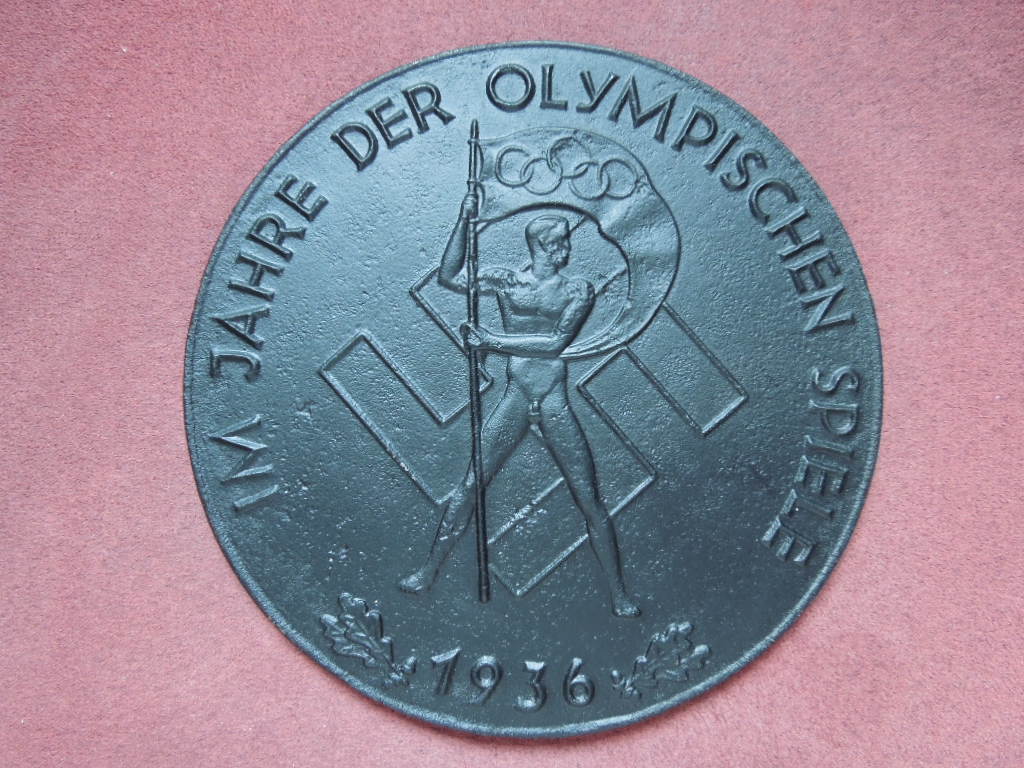 IM JAHRE DER OLYMPISCHEN SPIELE
1936